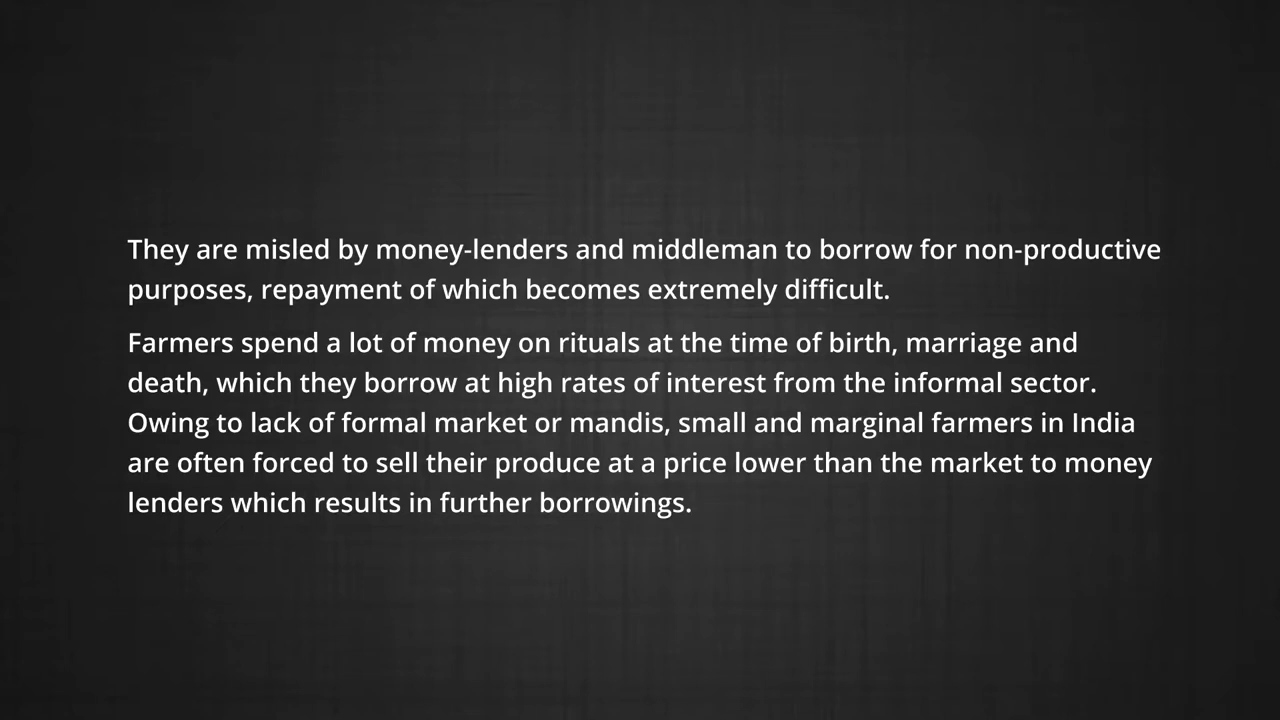 They are misled by money-lenders and middleman to borrow for non-productive
purposes, repayment of which becomes extremely difficult.
Farmers spend a lot of money on rituals at the time of birth, marriage and
death, which they borrow at high rates of interest from the informal sector.
Owing to lack of formal market or mandis, small and marginal farmers in India
are often forced to sell their produce at a price lower than the market to money
lenders which results in further borrowings.